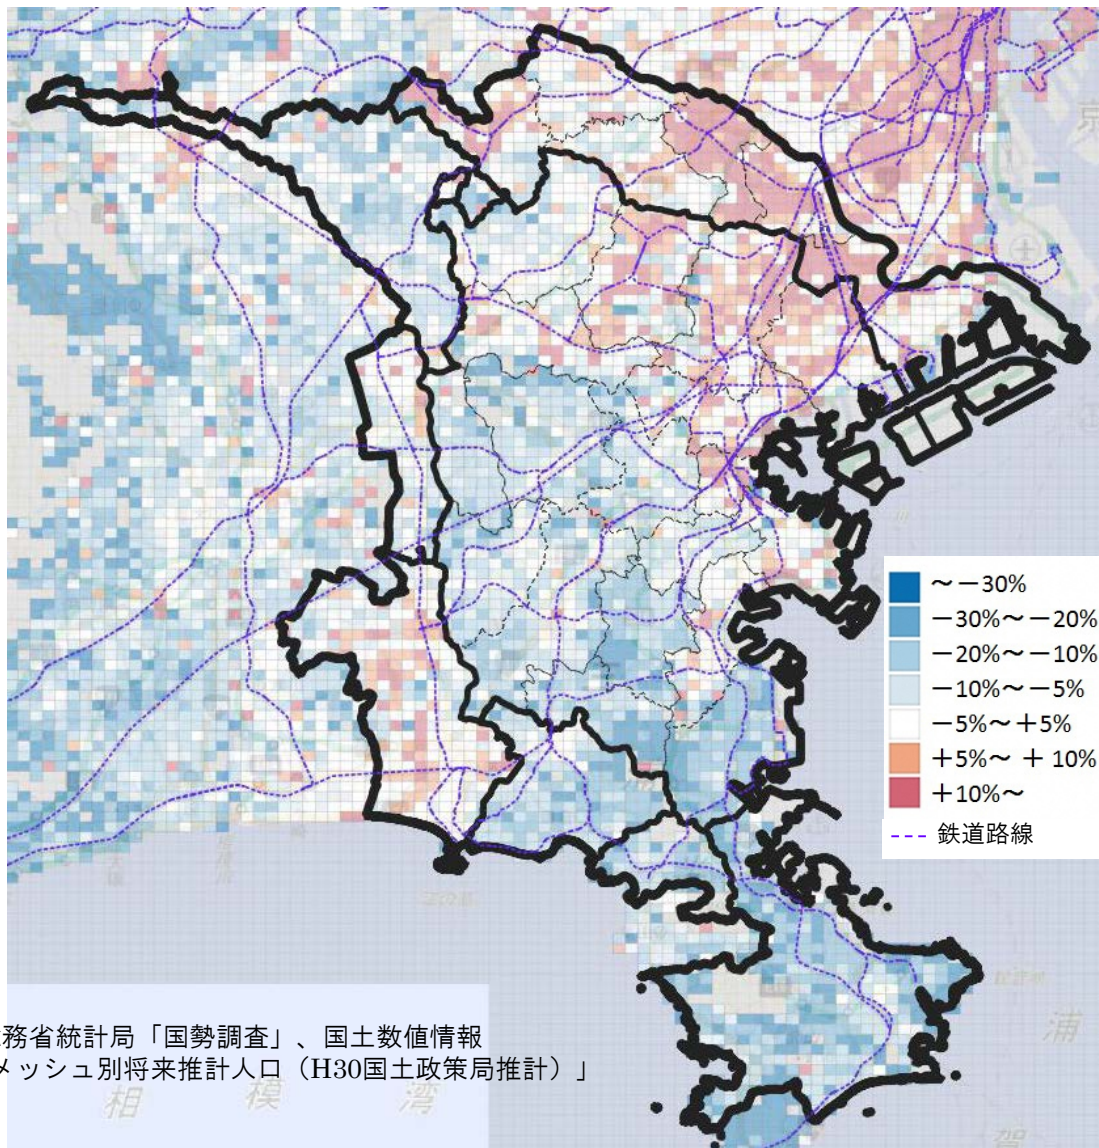 京
～－30%
－30%～－20%
－20%～－10%
－10%～－5%
－5%～＋5%
＋5%～ ＋ 10%
＋10%～
鉄道路線
務省統計局「国勢調査」、国土数値情報
メッシュ別将来推計人口（H30国土政策局推計）」
浦
相 模 湾
賀